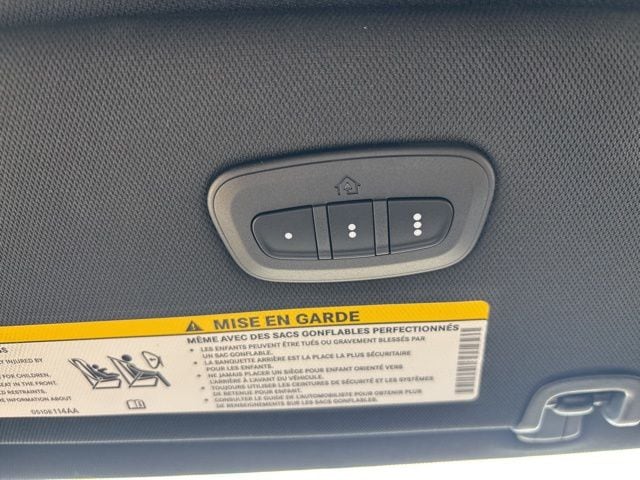 MISE EN GARDE
MÊME AVEC DES SACS GONFLABLES PERFECTIONNÉS
• LES ENFANTS PEUVENT ÊTRE TUÉS OU GRAVEMENT BLESSÉS PAR
UN SAC GONFLABLE.
• LA BANQUETTE ARRIÈRE EST LA PLACE LA PLUS SÉCURITAIRE
POUR LES ENFANTS.
• NE JAMAIS PLACER UN SIÈGE POUR ENFANT ORIENTÉ VERS
L'ARRIÈRE À L'AVANT DU VÉHICULE.
• TOUJOURS UTILISER LES CEINTURES DE SÉCURITÉ ET LES SYSTÈMES
DE RETENUE POUR ENFANT.
• CONSULTER LE GUIDE DE L'AUTOMOBILISTE POUR OBTENIR PLUS
DE RENSEIGNEMENTS SUR LES SACS GONFLABLES.
GS
Y INJURED BY
FOR CHILDREN.
SEAT IN THE FRONT.
D RESTRAINTS.
RE INFORMATION ABOUT
05106114AA